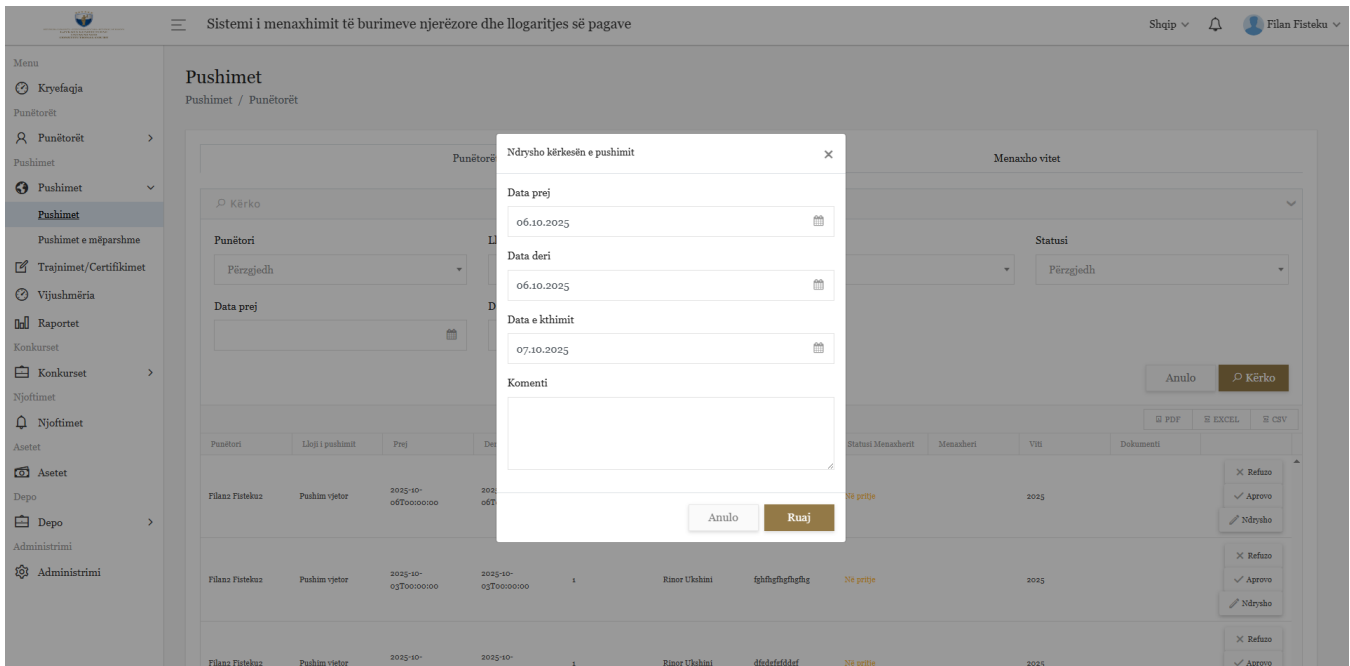 Sistemi i menaxhimit të burimeve njerëzore dhe llogaritjes së pagave
Shqip
Filan Fisteku
Menu
Kryefaqja
Punëtorët
Punëtorët
Pushimet
Pushimet
Pushimet
Pushimet e mëparshme
Trajnimet/Certifikimet
Vijushmëria
Raportet
Konkurset
Konkurset
Njoftimet
Njoftimet
Asetet
Asetet
Depo
Depo
Administrimi
Administrimi
Pushimet
Pushimet / Punëtorët
Menaxho vitet
Kërko
Punëtori
Statusi
Përzgjedh
Përzgjedh
Data prej
Anulo
Kërko
PDF
EXCEL
CSV
Ndrysho kërkesën e pushimit
Data prej
06.10.2025
Data deri
06.10.2025
Data e kthimit
07.10.2025
Komenti
Anulo
Ruaj
Punëtori Lloji i pushimit Prej Statusi Menaxherit Menaxheri Viti Dokumenti
Filan2 Fisteku2 Pushim vjetor 2025-10-06T00:00:00 Në pritje 2025
Refuzo
Aprovo
Ndrysho
Filan2 Fisteku2 Pushim vjetor 2025-10-03T00:00:00 2025-10-03T00:00:00 1 Rinor Ukshini fghfhgfhgfhgfhg Në pritje 2025
Refuzo
Aprovo
Ndrysho
Filan2 Fisteku2 Pushim vjetor 2025-10- 2025-10- 1 Rinor Ukshini dfedefefddef Në pritje 2025
Refuzo
Aprovo